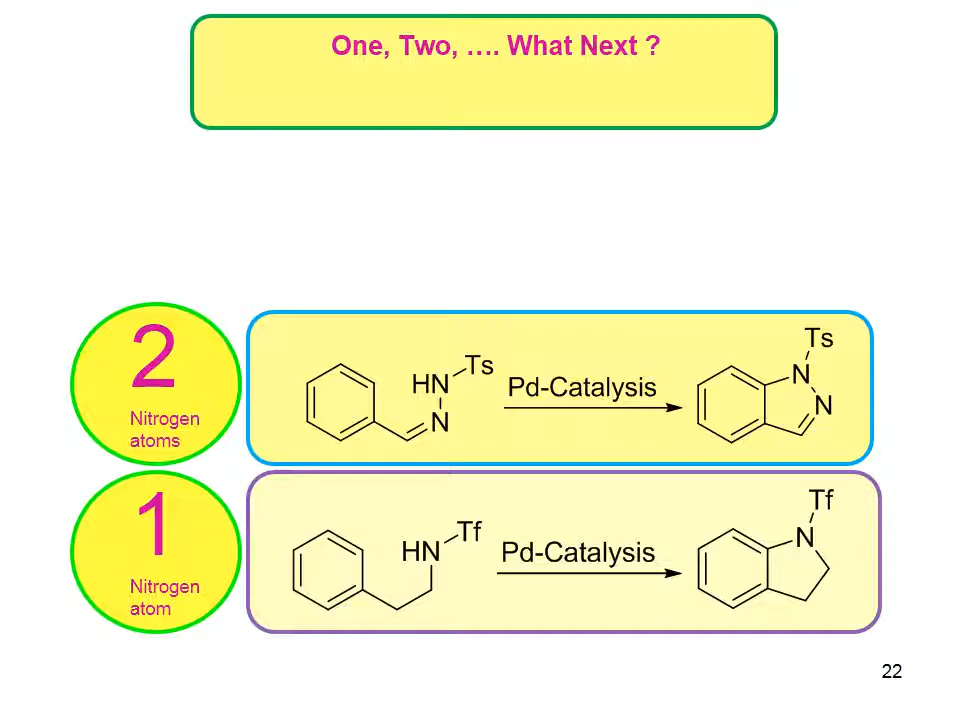 One, Two, …. What Next ?
2
Nitrogen
atoms
Ts
HN
N
Pd-Catalysis
Ts
N
N
1
Nitrogen
atom
Tf
HN
Pd-Catalysis
Tf
N
22